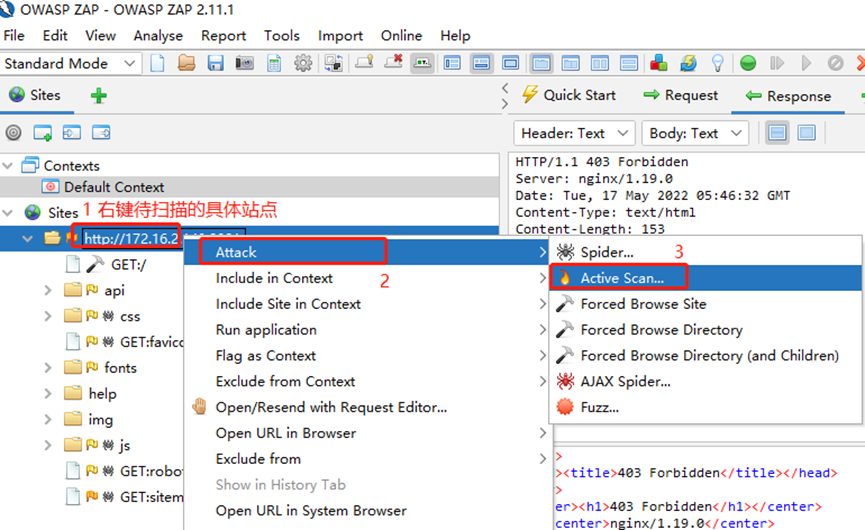 OWASP ZAP - OWASP ZAP 2.11.1
File Edit View Analyse Report Tools Import Online Help
Standard Mode
Sites
Quick Start Request Response
Header: Text Body: Text
Contexts
Default Context
Sites
1 右键待扫描的具体站点
http://172.16.2
GET:/
api
css
GET:favico
fonts
help
img
js
GET:robo
GET:sitem
HTTP/1.1 403 Forbidden
Server: nginx/1.19.0
Date: Tue, 17 May 2022 05:46:32 GMT
Content-Type: text/html
Content-Length: 153
Attack
2
Include in Context
Include Site in Context
Run application
Flag as Context
Exclude from Context
Open/Resend with Request Editor...
Open URL in Browser
Exclude from
Show in History Tab
Open URL in System Browser
Spider...
3
Active Scan...
Forced Browse Site
Forced Browse Directory
Forced Browse Directory (and Children)
AJAX Spider...
Fuzz...
>
><title>403 Forbidden</title></head>
>
er><h1>403 Forbidden</h1></center>
center>nginx/1.19.0</center>